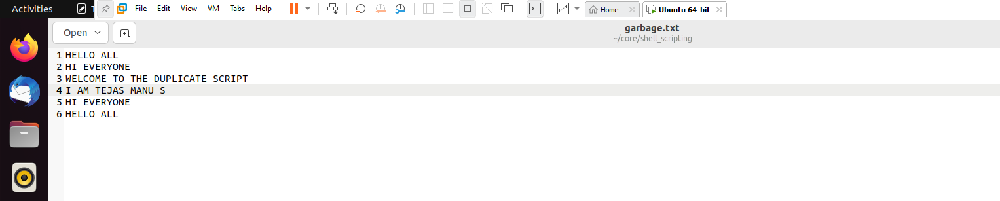 Activities
T
File Edit View VM Tabs Help
Home
Ubuntu 64-bit
Open
garbage.txt
~/core/shell_scripting
1 HELLO ALL
2 HI EVERYONE
3 WELCOME TO THE DUPLICATE SCRIPT
4 I AM TEJAS MANU S
5 HI EVERYONE
6 HELLO ALL